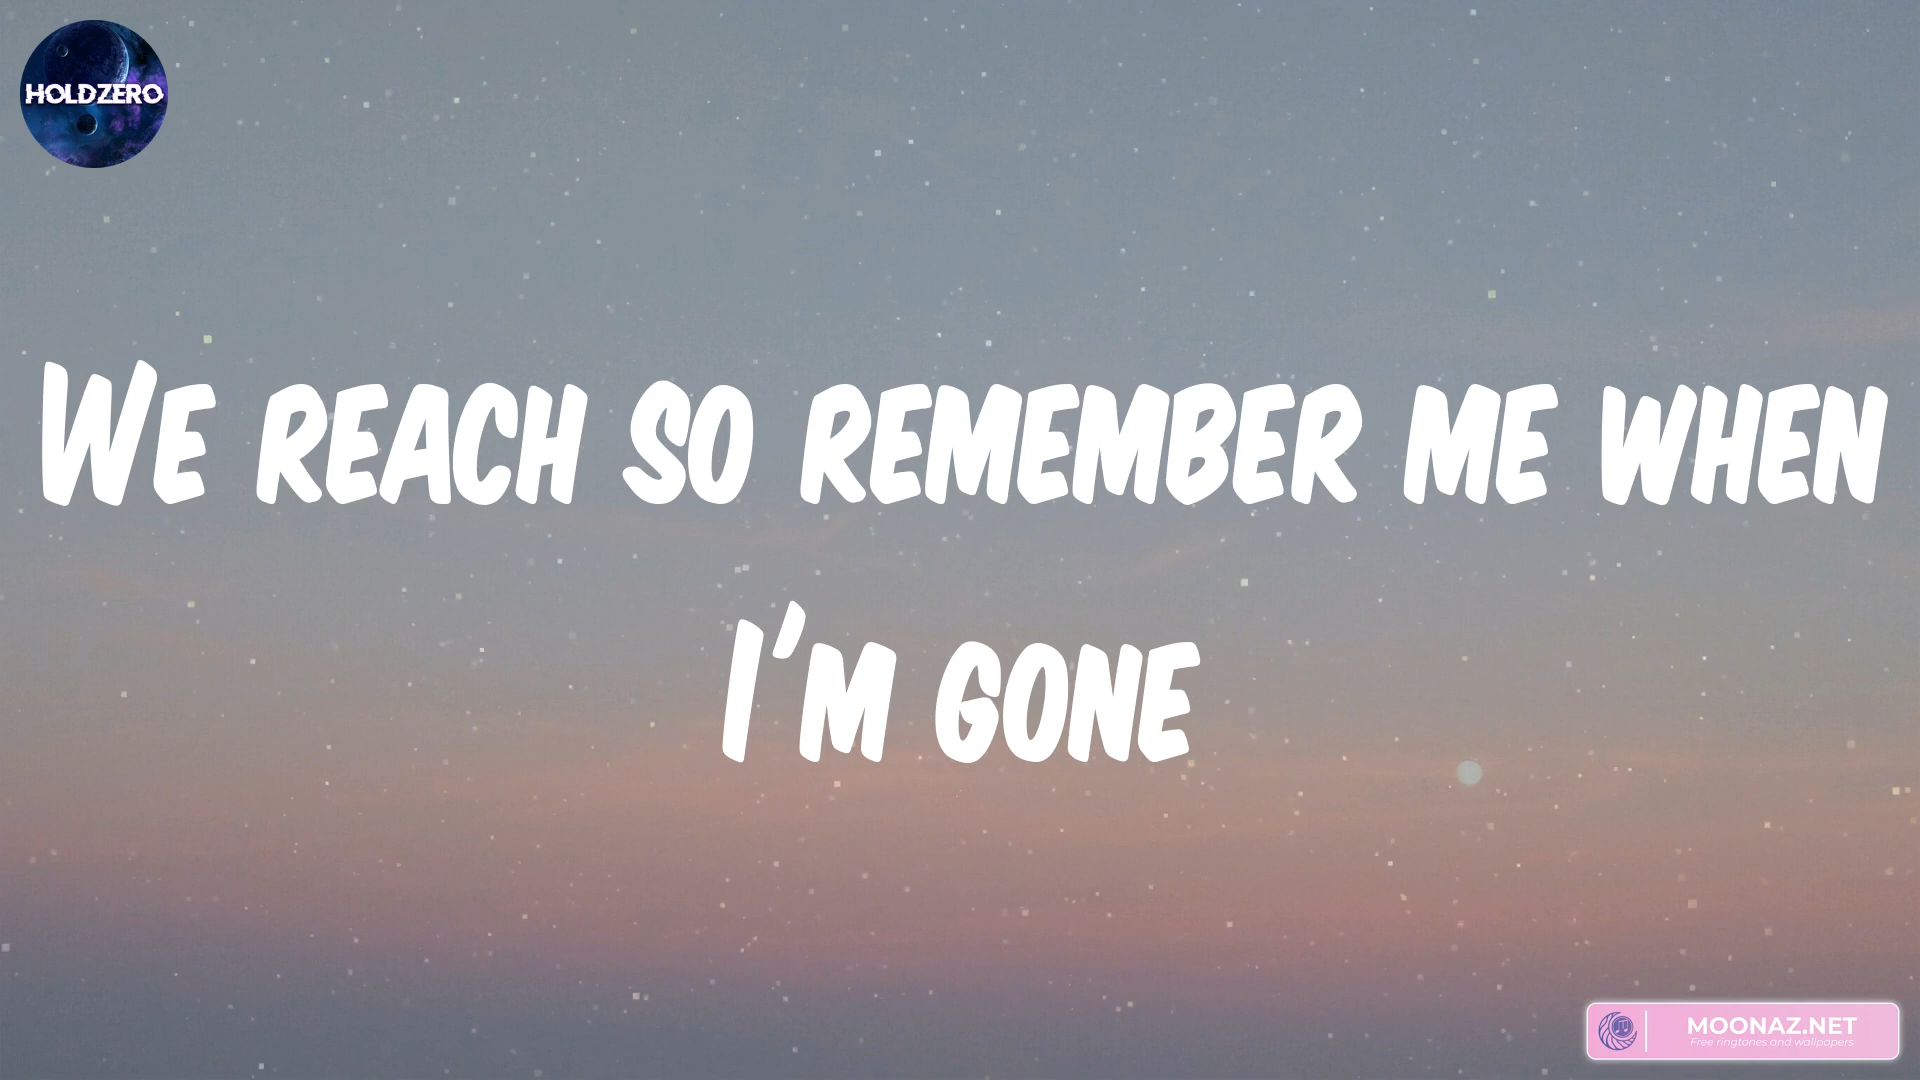 HOLDZERO
We reach so remember me when
I'm gone
MOONAZ.NET
Free ringtones and wallpapers